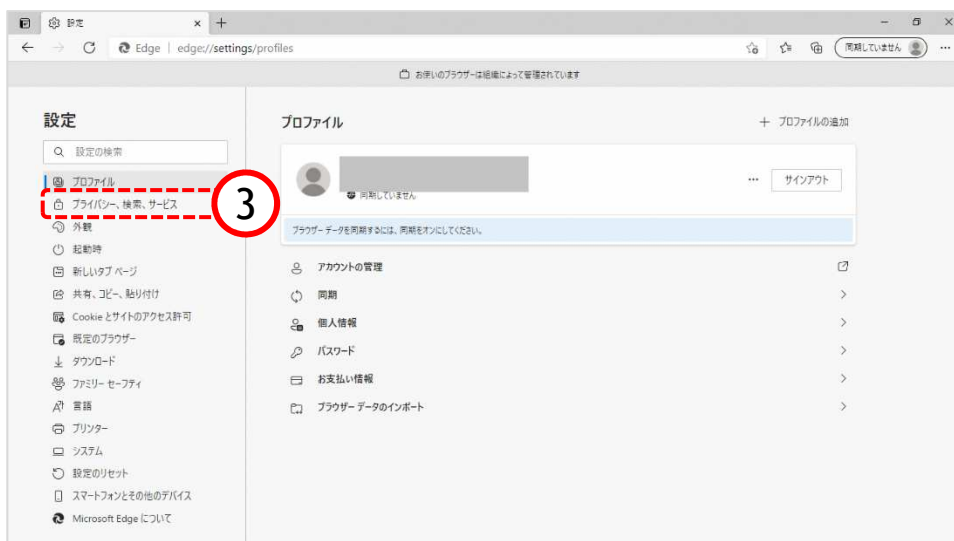 設定
Edge | edge://settings/profiles
同期していません
お使いのブラウザーは組織によって管理されています
設定
設定の検索
プロファイル
プライバシー、検索、サービス
3
外観
起動時
新しいタブ ページ
共有、コピー、貼り付け
Cookie とサイトのアクセス許可
既定のブラウザー
ダウンロード
ファミリー セーフティ
言語
プリンター
システム
設定のリセット
スマートフォンとその他のデバイス
Microsoft Edge について
プロファイル
プロファイルの追加
同期していません
サインアウト
ブラウザー データを同期するには、同期をオンにしてください。
アカウントの管理
同期
個人情報
パスワード
お支払い情報
ブラウザー データのインポート